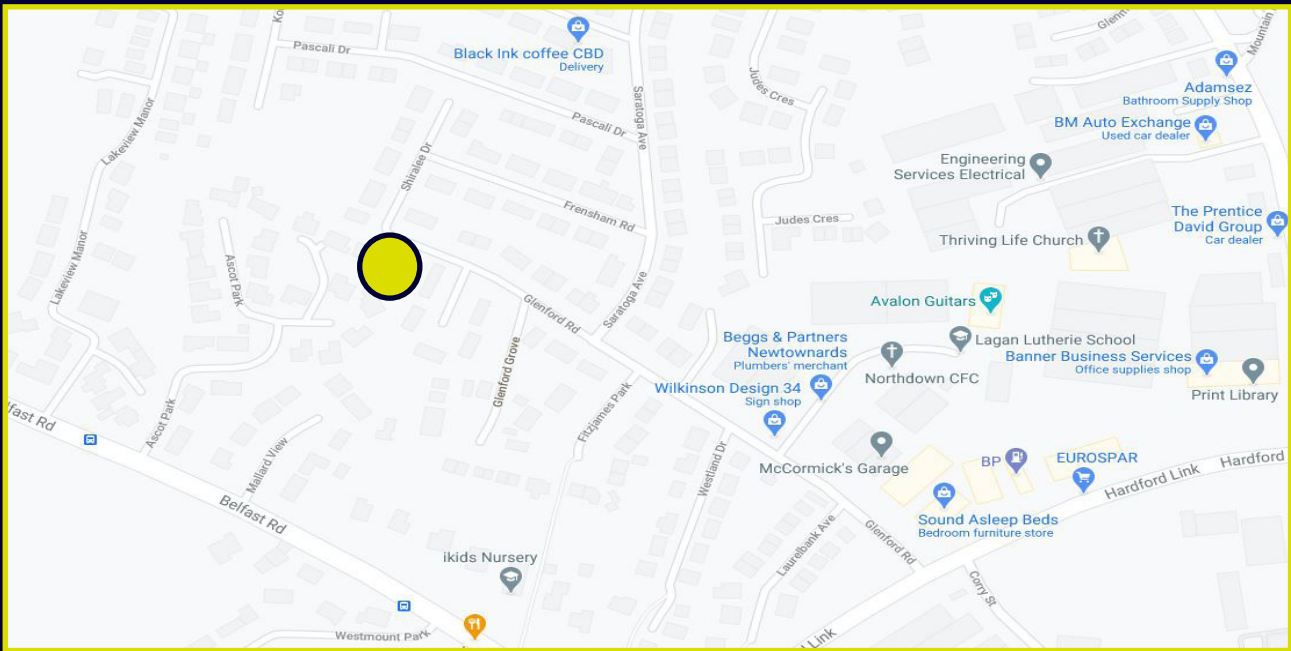 Ko
Glenn
Mountain
Pascali Dr
Black Ink coffee CBD
Delivery
Adamsez
Bathroom Supply Shop
Judes Cres
Saratoga Ave
Lakeview Manor
Pascali Dr
BM Auto Exchange
Used car dealer
Shiralee Dr
Engineering
Services Electrical
Frensham Rd
Judes Cres
The Prentice
David Group
Car dealer
Thriving Life Church
Lakeview Manor
Ascot Park
Saratoga Ave
Glenford Rd
Avalon Guitars
Lagan Lutherie School
Beggs & Partners
Newtownards
Plumbers' merchant
Banner Business Services
Office supplies shop
Northdown CFC
Glenford Grove
Wilkinson Design 34
Sign shop
Print Library
Fitzjames Park
lfast Rd
Ascot Park
Mallard View
Westland Dr
McCormick's Garage
BP
EUROSPAR
Hardford Link
Hardford
Belfast Rd
Sound Asleep Beds
Bedroom furniture store
Laurelbank Ave
Glenford Rd
ikids Nursery
Corry St
Westmount Park
Link